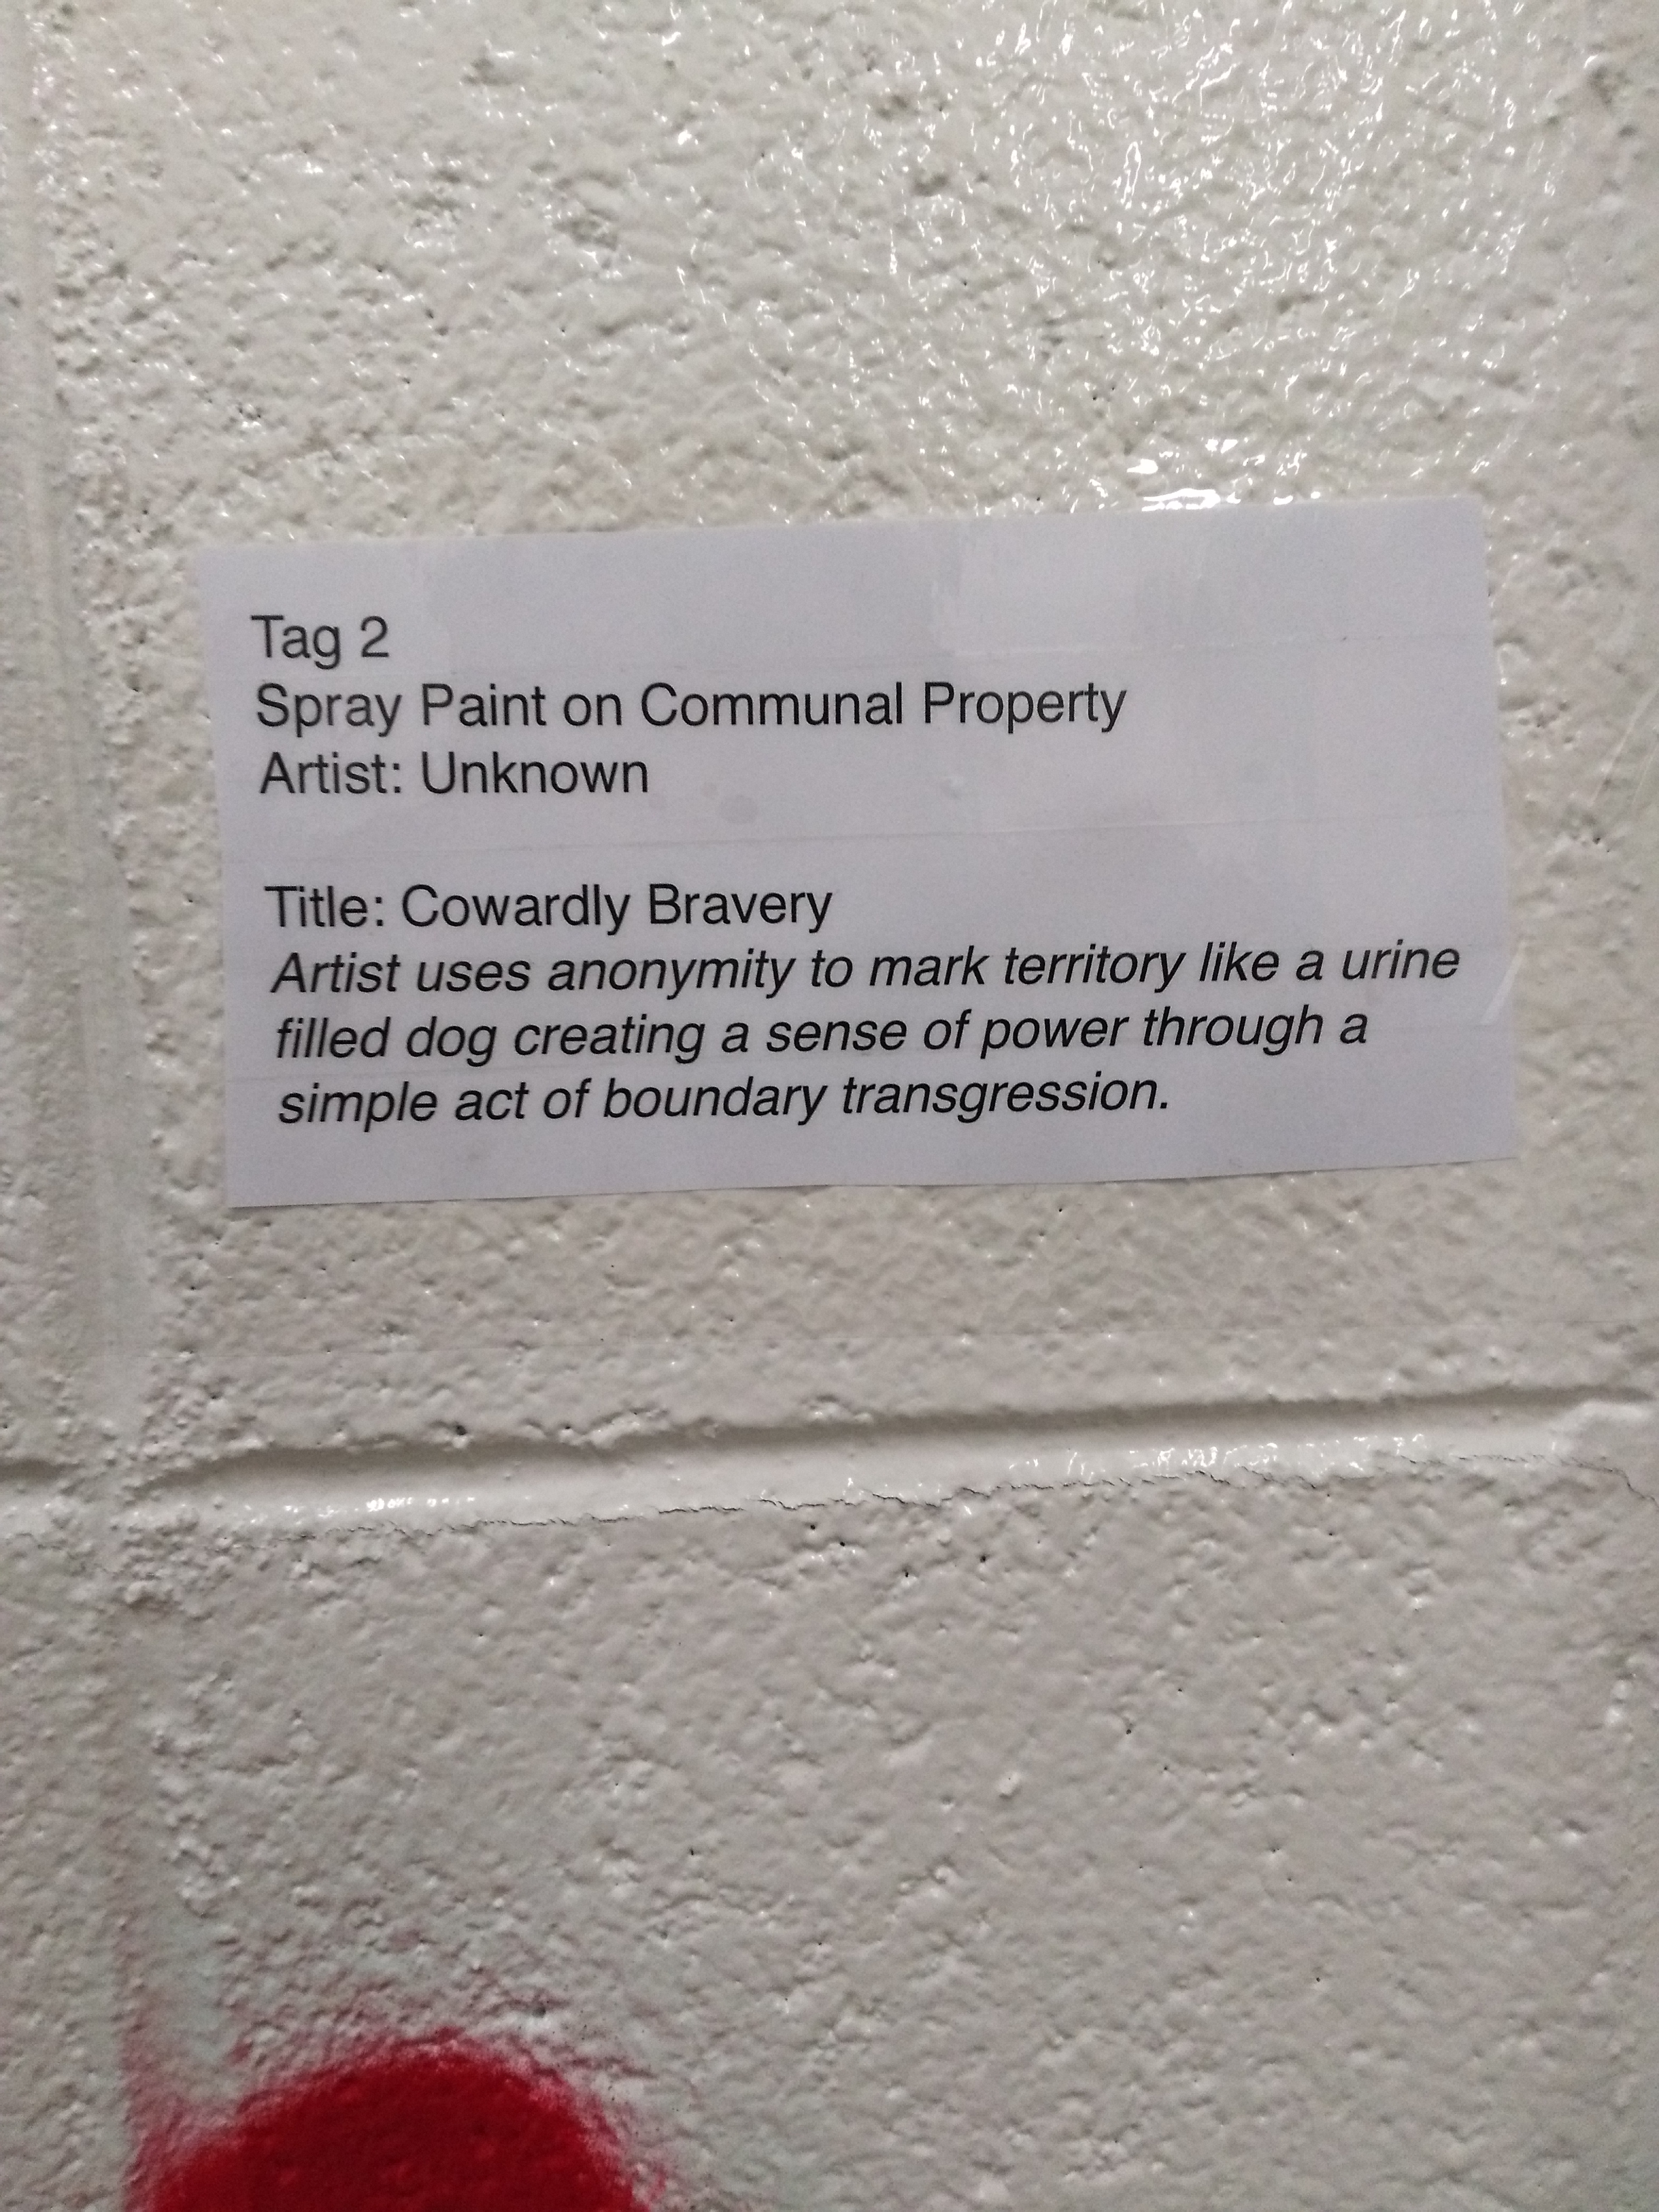 Tag 2
Spray Paint on Communal Property
Artist: Unknown
Title: Cowardly Bravery
Artist uses anonymity to mark territory like a urine
filled dog creating a sense of power through a
simple act of boundary transgression.